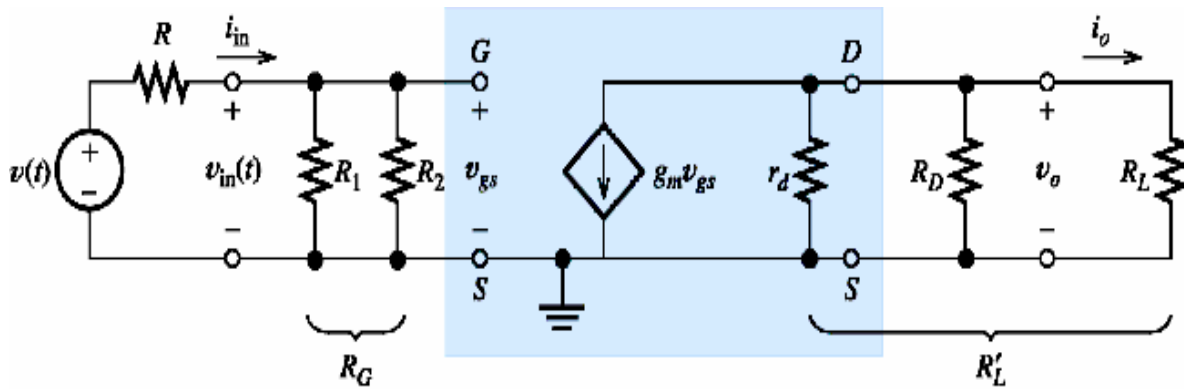 R
i_in
G
D
i_o
+
+
+
+
v(t)
−
v_in(t)
R_1
R_2
v_gs
g_m v_gs
r_d
R_D
v_o
R_L
−
−
−
S
S
R_G
R'_L